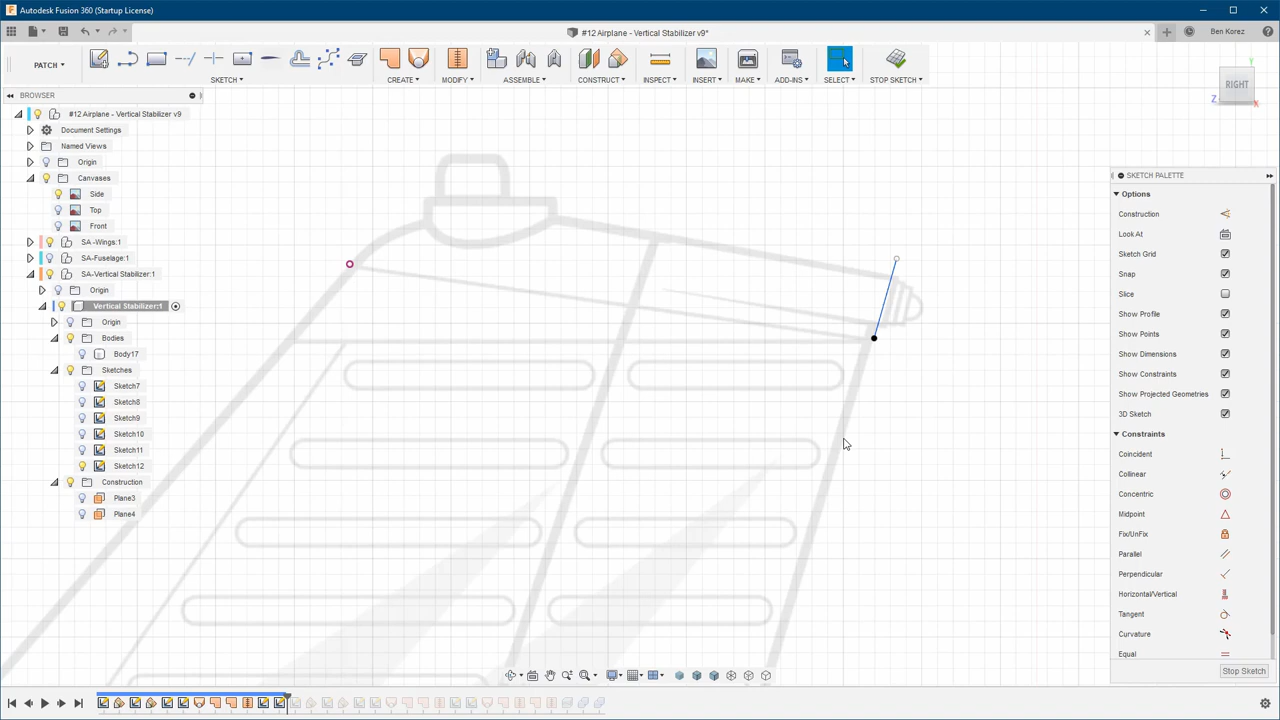 Autodesk Fusion 360 (Startup License)
#12 Airplane - Vertical Stabilizer v9*
Ben Korez
PATCH
SKETCH
CREATE
MODIFY
ASSEMBLE
CONSTRUCT
INSPECT
INSERT
MAKE
ADD-INS
SELECT
STOP SKETCH
RIGHT
Y
Z
X
BROWSER
#12 Airplane - Vertical Stabilizer v9
Document Settings
Named Views
Origin
Canvases
Side
Top
Front
SA -Wings:1
SA-Fuselage:1
SA-Vertical Stabilizer:1
Origin
Vertical Stabilizer:1
Origin
Bodies
Body17
Sketches
Sketch7
Sketch8
Sketch9
Sketch10
Sketch11
Sketch12
Construction
Plane3
Plane4
SKETCH PALETTE
Options
Construction
Look At
Sketch Grid
Snap
Slice
Show Profile
Show Points
Show Dimensions
Show Constraints
Show Projected Geometries
3D Sketch
Constraints
Coincident
Collinear
Concentric
Midpoint
Fix/UnFix
Parallel
Perpendicular
Horizontal/Vertical
Tangent
Curvature
Equal
Stop Sketch